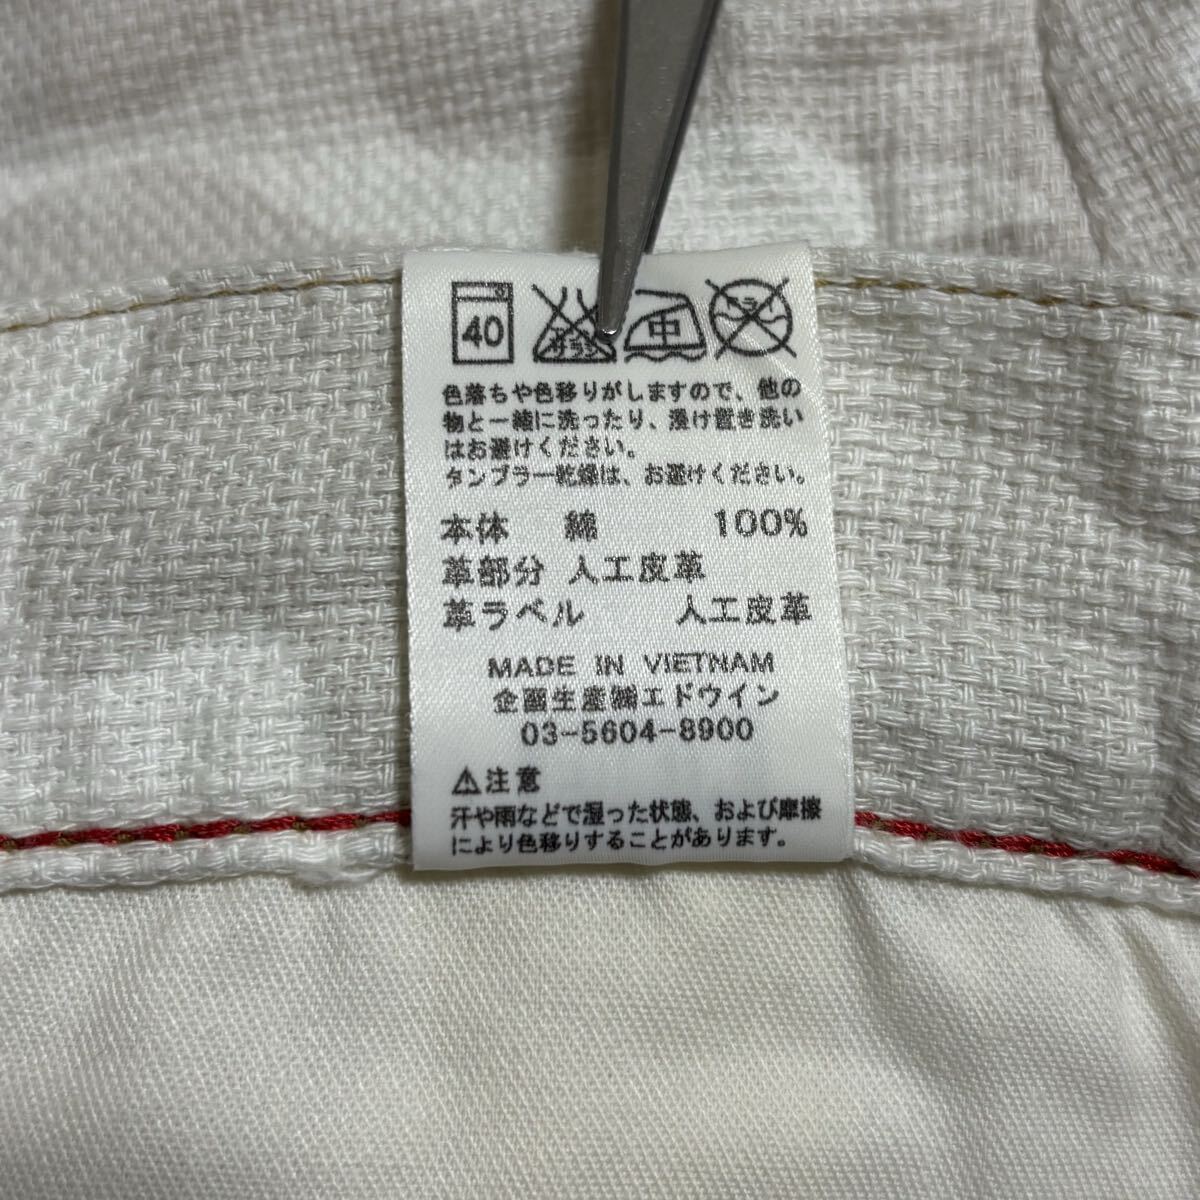 40
中
色落ちや色移りがしますので、他の
物と一緒に洗ったり、浸け置き洗い
はお避けください。
タンブラー乾燥は、お避けください。
本体 綿 100%
革部分 人工皮革
革ラベル 人工皮革
MADE IN VIETNAM
企画生産㈱エドウイン
03-5604-8900
⚠注意
汗や雨などで湿った状態、および摩擦
により色移りすることがあります。